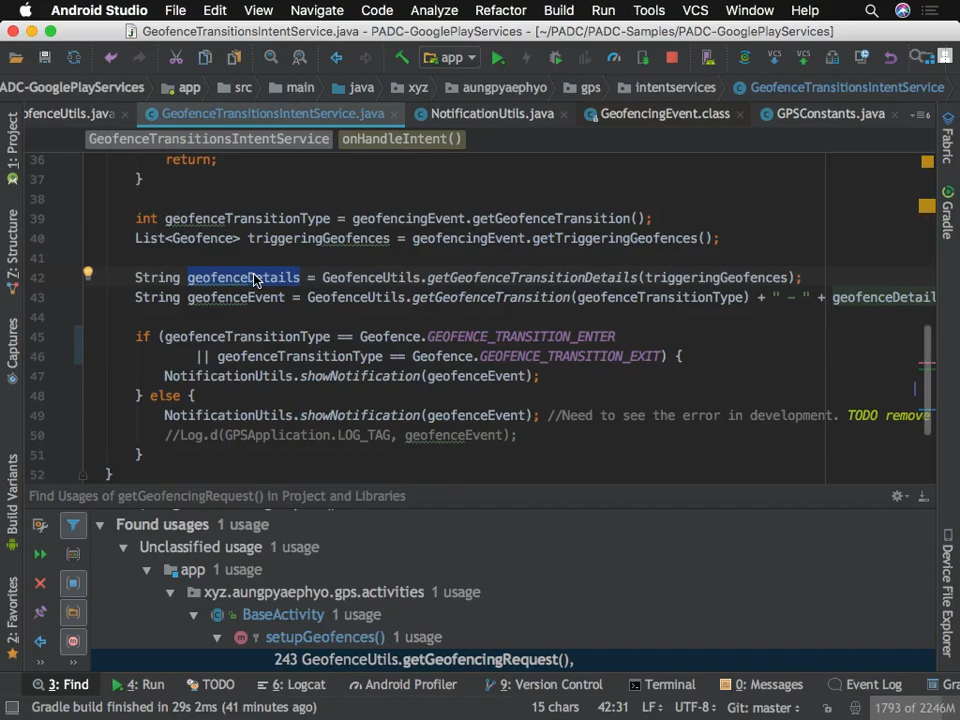 Android Studio File Edit View Navigate Code Analyze Refactor Build Run Tools VCS Window Help
GeofenceTransitionsIntentService.java - PADC-GooglePlayServices [~/PADC/PADC-Samples/PADC-GooglePlayServices]
app VCS VCS
ADC-GooglePlayServices app src main java xyz aungpyaephyo gps intentservices GeofenceTransitionsIntentService
ofenceUtils.java GeofenceTransitionsIntentService.java NotificationUtils.java GeofencingEvent.class GPSConstants.java
GeofenceTransitionsIntentService onHandleIntent()
36 return;
37 }
38
39 int geofenceTransitionType = geofencingEvent.getGeofenceTransition();
40 List<Geofence> triggeringGeofences = geofencingEvent.getTriggeringGeofences();
42 String geofenceDetails = GeofenceUtils.getGeofenceTransitionDetails(triggeringGeofences);
43 String geofenceEvent = GeofenceUtils.getGeofenceTransition(geofenceTransitionType) + " - " + geofenceDetail
44
45 if (geofenceTransitionType == Geofence.GEOFENCE_TRANSITION_ENTER
46 || geofenceTransitionType == Geofence.GEOFENCE_TRANSITION_EXIT) {
47 NotificationUtils.showNotification(geofenceEvent);
48 } else {
49 NotificationUtils.showNotification(geofenceEvent); //Need to see the error in development. TODO remove
50 //Log.d(GPSApplication.LOG_TAG, geofenceEvent);
51 }
52 }
Find Usages of getGeofencingRequest() in Project and Libraries
Found usages 1 usage
Unclassified usage 1 usage
app 1 usage
xyz.aungpyaephyo.gps.activities 1 usage
BaseActivity 1 usage
setupGeofences() 1 usage
243 GeofenceUtils.getGeofencingRequest(),
3: Find 4: Run TODO 6: Logcat Android Profiler 9: Version Control Terminal 0: Messages Event Log Gra
Gradle build finished in 29s 2ms (41 minutes ago) 15 chars 42:31 LF UTF-8 Git: master 1793 of 2246M
1: Project
7: Structure
Captures
Build Variants
2: Favorites
Fabric
Gradle
Device File Explorer